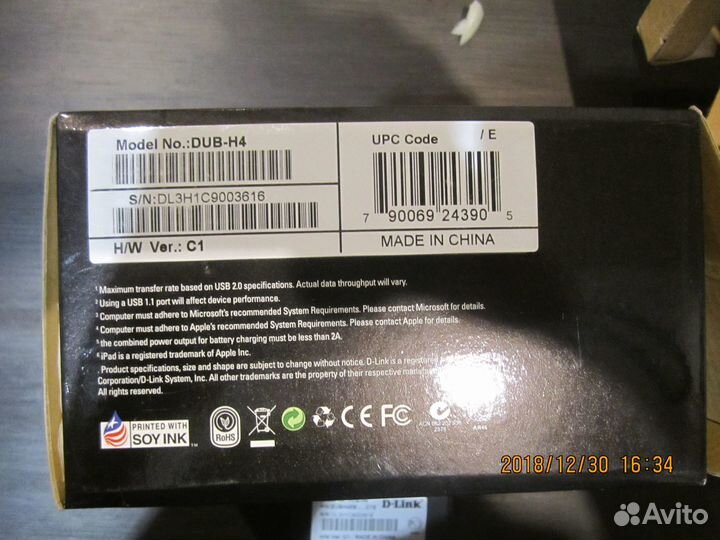 Model No.:DUB-H4
UPC Code /E
S/N:DL3H1C9003616
7 90069 24390 5
H/W Ver.: C1
MADE IN CHINA
¹ Maximum transfer rate based on USB 2.0 specifications. Actual data throughput will vary.
² Using a USB 1.1 port will affect device performance.
³ Computer must adhere to Microsoft's recommended System Requirements. Please contact Microsoft for details.
⁴ Computer must adhere to Apple's recommended System Requirements. Please contact Apple for details.
⁵ the combined power output for battery charging must be less than 2A.
⁶ iPad is a registered trademark of Apple Inc.
Product specifications, size and shape are subject to change without notice. D-Link is a registered
Corporation/D-Link System, Inc. All other trademarks are the property of their respective
All rights reserved.
PRINTED WITH
SOY INK
RoHS
CE FC
2018/12/30 16:34
D-Link
Avito